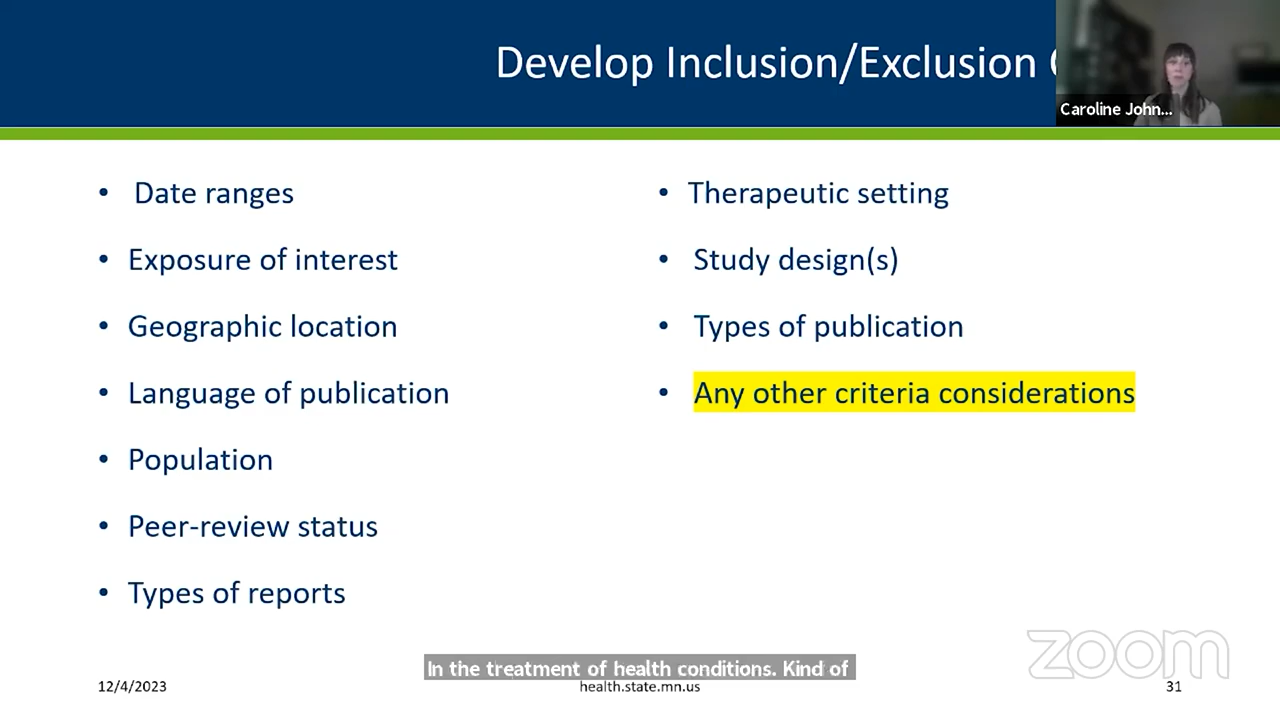 Develop Inclusion/Exclusion
Caroline John...
Date ranges
Exposure of interest
Geographic location
Language of publication
Population
Peer-review status
Types of reports
Therapeutic setting
Study design(s)
Types of publication
Any other criteria considerations
In the treatment of health conditions. Kind of
12/4/2023
health.state.mn.us
31
zoom